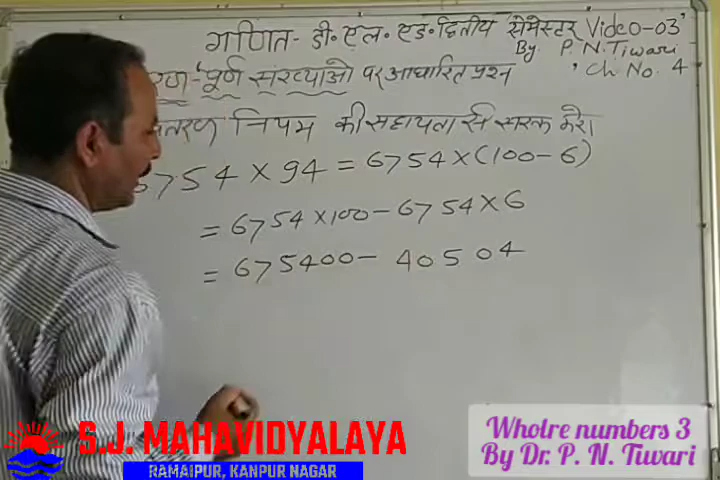 गणित- डी॰एल॰एड॰द्वितीय सेमेस्टर Video-03'
By. P.N.Tiwari
पूर्ण संख्याओ पर आधारित प्रश्न ' Ch No. 4
नियम की सहायता से सरल करो।
6754 × 94 = 6754×(100-6)
= 6754×100-6754×6
= 675400- 40504
S.J. MAHAVIDYALAYA
RAMAIPUR, KANPUR NAGAR
Wholre numbers 3
By Dr. P. N. Tiwari